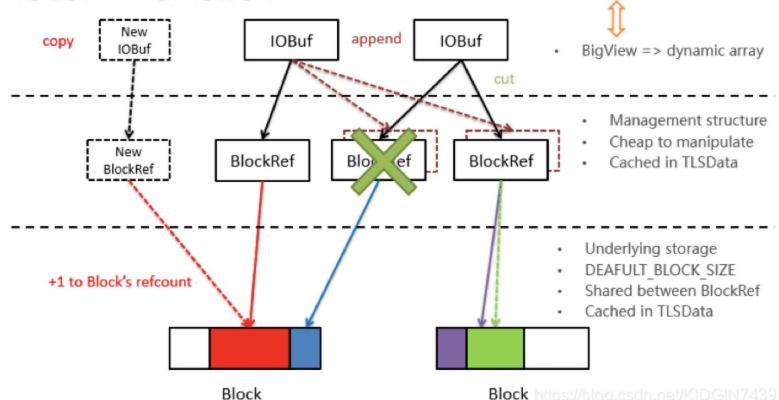 copy
New
IOBuf
IOBuf
append
IOBuf
cut
• BigView => dynamic array
New
BlockRef
BlockRef
BlockRef
BlockRef
• Management structure
• Cheap to manipulate
• Cached in TLSData
+1 to Block's refcount
• Underlying storage
• DEAFULT_BLOCK_SIZE
• Shared between BlockRef
• Cached in TLSData
Block
Block
https://blog.csdn.net/KIDGIN7439